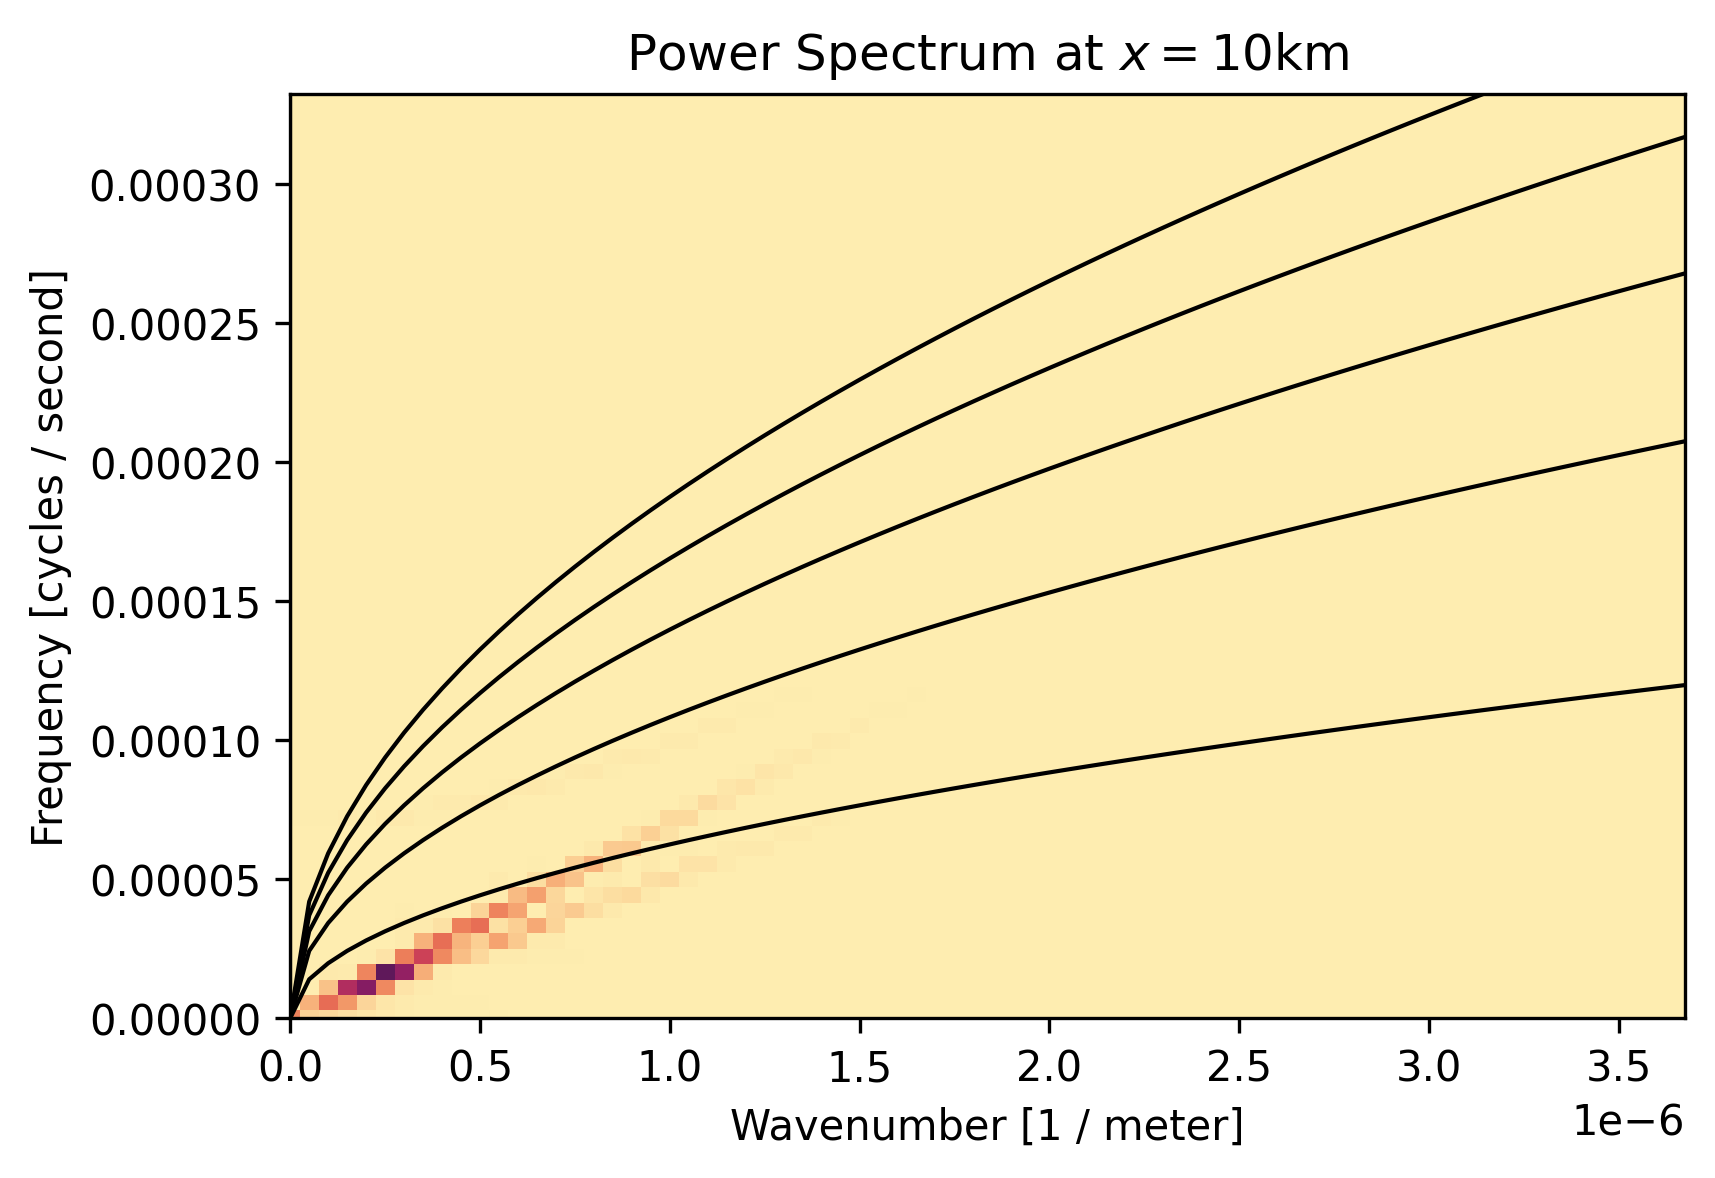 Power Spectrum at x = 10km
Frequency [cycles / second]
0.00030
0.00025
0.00020
0.00015
0.00010
0.00005
0.00000
0.0 0.5 1.0 1.5 2.0 2.5 3.0 3.5
1e−6
Wavenumber [1 / meter]